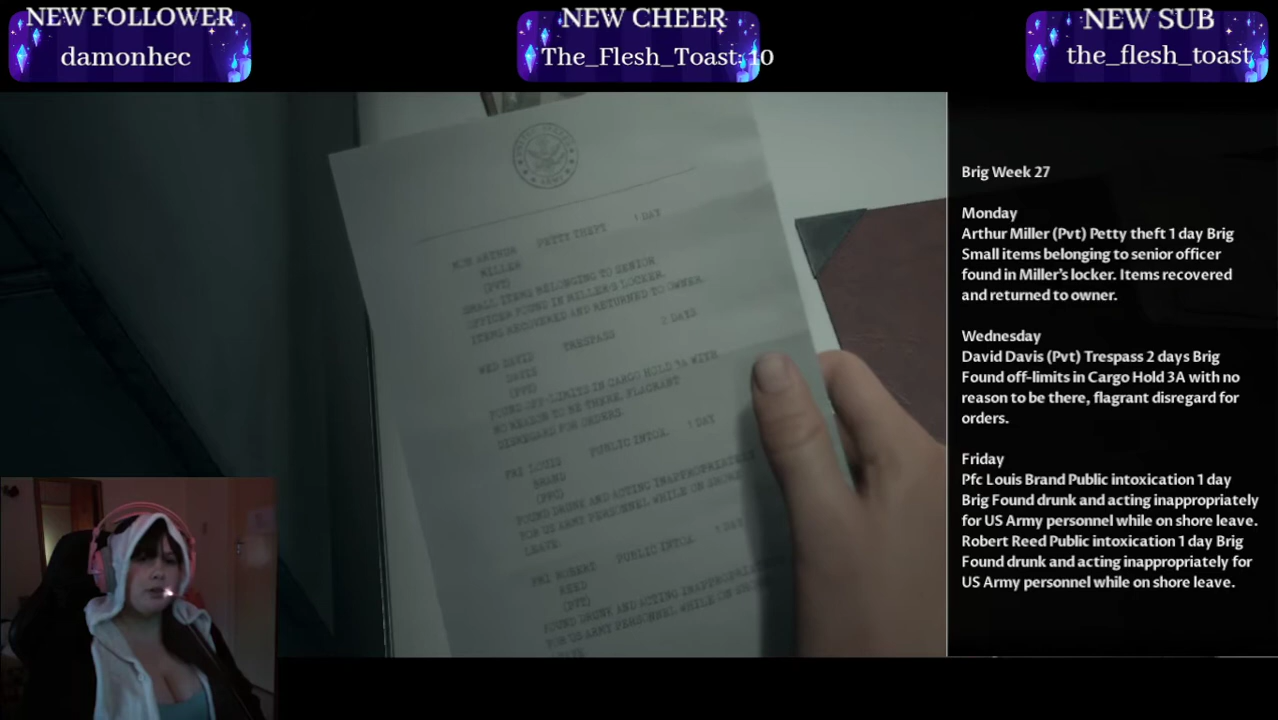 NEW FOLLOWER
damonhec
NEW CHEER
The_Flesh_Toast: 10
NEW SUB
the_flesh_toast
MON ARTHUR PETTY THEFT 1 DAY
MILLER
(PVT)
SMALL ITEMS BELONGING TO SENIOR
OFFICER FOUND IN MILLER'S LOCKER.
ITEMS RECOVERED AND RETURNED TO OWNER.
WED DAVID TRESPASS 2 DAYS
DAVIS
(PVT)
FOUND OFF-LIMITS IN CARGO HOLD 3A WITH
NO REASON TO BE THERE, FLAGRANT
DISREGARD FOR ORDERS.
FRI LOUIS PUBLIC INTOX. 1 DAY
BRAND
(PFC)
FOUND DRUNK AND ACTING INAPPROPRIATELY
FOR US ARMY PERSONNEL WHILE ON SHORE
LEAVE.
FRI ROBERT PUBLIC INTOX 1 DAY
REED
(PVT)
FOUND DRUNK AND ACTING
FOR US ARMY PERSONNEL WHILE ON
Brig Week 27
Monday
Arthur Miller (Pvt) Petty theft 1 day Brig
Small items belonging to senior officer
found in Miller's locker. Items recovered
and returned to owner.
Wednesday
David Davis (Pvt) Trespass 2 days Brig
Found off-limits in Cargo Hold 3A with no
reason to be there, flagrant disregard for
orders.
Friday
Pfc Louis Brand Public intoxication 1 day
Brig Found drunk and acting inappropriately
for US Army personnel while on shore leave.
Robert Reed Public intoxication 1 day Brig
Found drunk and acting inappropriately for
US Army personnel while on shore leave.